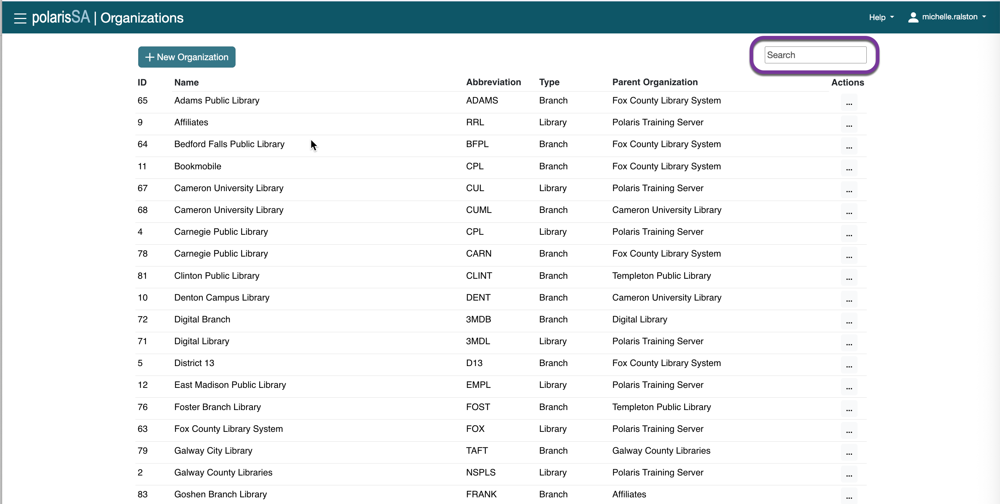 polarisSA | Organizations Help michelle.ralston
+ New Organization Search
ID Name Abbreviation Type Parent Organization Actions
65 Adams Public Library ADAMS Branch Fox County Library System ...
9 Affiliates RRL Library Polaris Training Server ...
64 Bedford Falls Public Library BFPL Branch Fox County Library System ...
11 Bookmobile CPL Branch Fox County Library System ...
67 Cameron University Library CUL Library Polaris Training Server ...
68 Cameron University Library CUML Branch Cameron University Library ...
4 Carnegie Public Library CPL Library Polaris Training Server ...
78 Carnegie Public Library CARN Branch Fox County Library System ...
81 Clinton Public Library CLINT Branch Templeton Public Library ...
10 Denton Campus Library DENT Branch Cameron University Library ...
72 Digital Branch 3MDB Branch Digital Library ...
71 Digital Library 3MDL Library Polaris Training Server ...
5 District 13 D13 Branch Fox County Library System ...
12 East Madison Public Library EMPL Library Polaris Training Server ...
76 Foster Branch Library FOST Branch Templeton Public Library ...
63 Fox County Library System FOX Library Polaris Training Server ...
79 Galway City Library TAFT Branch Galway County Libraries ...
2 Galway County Libraries NSPLS Library Polaris Training Server ...
83 Goshen Branch Library FRANK Branch Affiliates ...